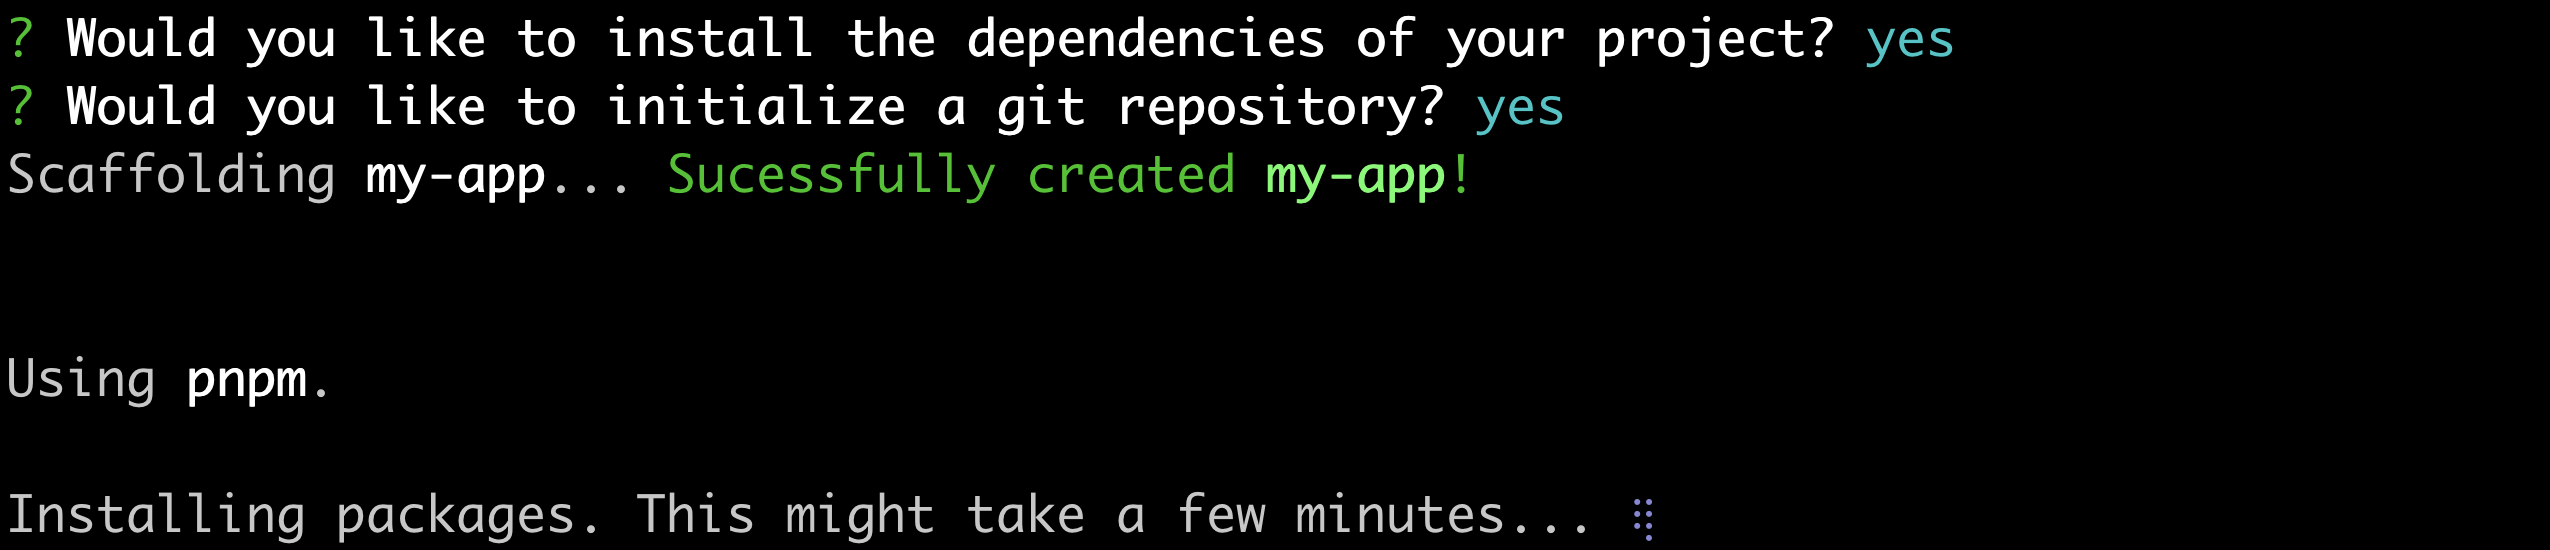 ? Would you like to install the dependencies of your project? yes
? Would you like to initialize a git repository? yes
Scaffolding my-app... Sucessfully created my-app!
Using pnpm.
Installing packages. This might take a few minutes... ⢿